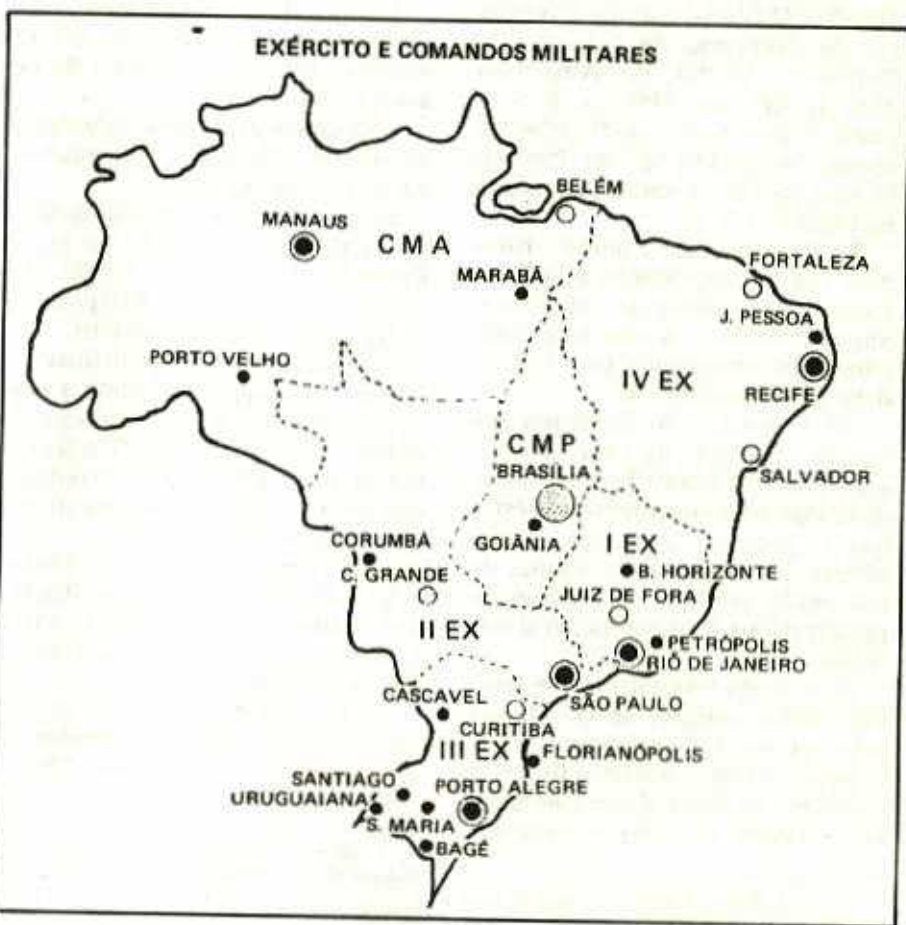 EXÉRCITO E COMANDOS MILITARES
BELÉM
MANAUS
CMA
FORTALEZA
MARABÁ
J. PESSOA
PORTO VELHO
IV EX
RECIFE
CMP
BRASÍLIA
SALVADOR
GOIÂNIA
I EX
CORUMBÁ
B. HORIZONTE
C. GRANDE
JUIZ DE FORA
II EX
PETRÓPOLIS
RIO DE JANEIRO
CASCAVEL
SÃO PAULO
CURITIBA
III EX
FLORIANÓPOLIS
SANTIAGO
PORTO ALEGRE
URUGUAIANA
S. MARIA
BAGÉ